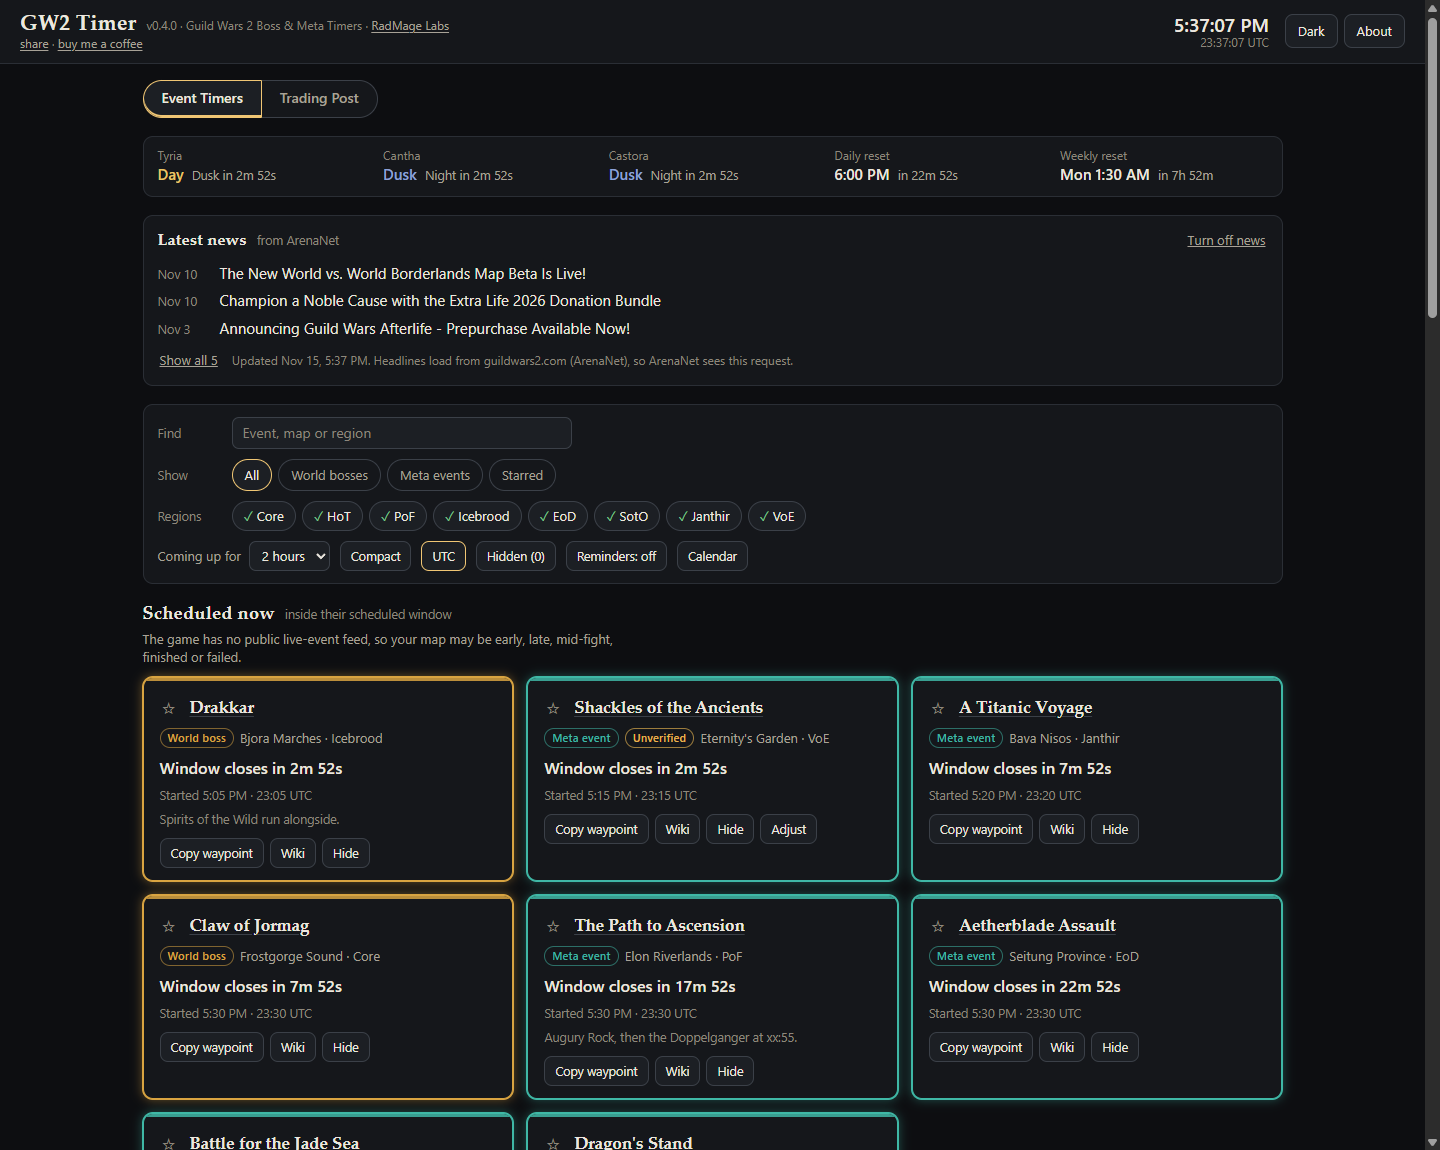 GW2 Timer v0.4.0 · Guild Wars 2 Boss & Meta Timers · RadMage Labs
share · buy me a coffee
5:37:07 PM
23:37:07 UTC
Dark
About
Event Timers
Trading Post
Tyria
Day Dusk in 2m 52s
Cantha
Dusk Night in 2m 52s
Castora
Dusk Night in 2m 52s
Daily reset
6:00 PM in 22m 52s
Weekly reset
Mon 1:30 AM in 7h 52m
Latest news from ArenaNet
Turn off news
Nov 10 The New World vs. World Borderlands Map Beta Is Live!
Nov 10 Champion a Noble Cause with the Extra Life 2026 Donation Bundle
Nov 3 Announcing Guild Wars Afterlife - Prepurchase Available Now!
Show all 5 Updated Nov 15, 5:37 PM. Headlines load from guildwars2.com (ArenaNet), so ArenaNet sees this request.
Find Event, map or region
Show All World bosses Meta events Starred
Regions ✓ Core ✓ HoT ✓ PoF ✓ Icebrood ✓ EoD ✓ SotO ✓ Janthir ✓ VoE
Coming up for 2 hours Compact UTC Hidden (0) Reminders: off Calendar
Scheduled now inside their scheduled window
The game has no public live-event feed, so your map may be early, late, mid-fight,
finished or failed.
☆ Drakkar
World boss Bjora Marches · Icebrood
Window closes in 2m 52s
Started 5:05 PM · 23:05 UTC
Spirits of the Wild run alongside.
Copy waypoint Wiki Hide
☆ Shackles of the Ancients
Meta event Unverified Eternity's Garden · VoE
Window closes in 2m 52s
Started 5:15 PM · 23:15 UTC
Copy waypoint Wiki Hide Adjust
☆ A Titanic Voyage
Meta event Bava Nisos · Janthir
Window closes in 7m 52s
Started 5:20 PM · 23:20 UTC
Copy waypoint Wiki Hide
☆ Claw of Jormag
World boss Frostgorge Sound · Core
Window closes in 7m 52s
Started 5:30 PM · 23:30 UTC
Copy waypoint Wiki Hide
☆ The Path to Ascension
Meta event Elon Riverlands · PoF
Window closes in 17m 52s
Started 5:30 PM · 23:30 UTC
Augury Rock, then the Doppelganger at xx:55.
Copy waypoint Wiki Hide
☆ Aetherblade Assault
Meta event Seitung Province · EoD
Window closes in 22m 52s
Started 5:30 PM · 23:30 UTC
Copy waypoint Wiki Hide
☆ Battle for the Jade Sea
☆ Dragon's Stand